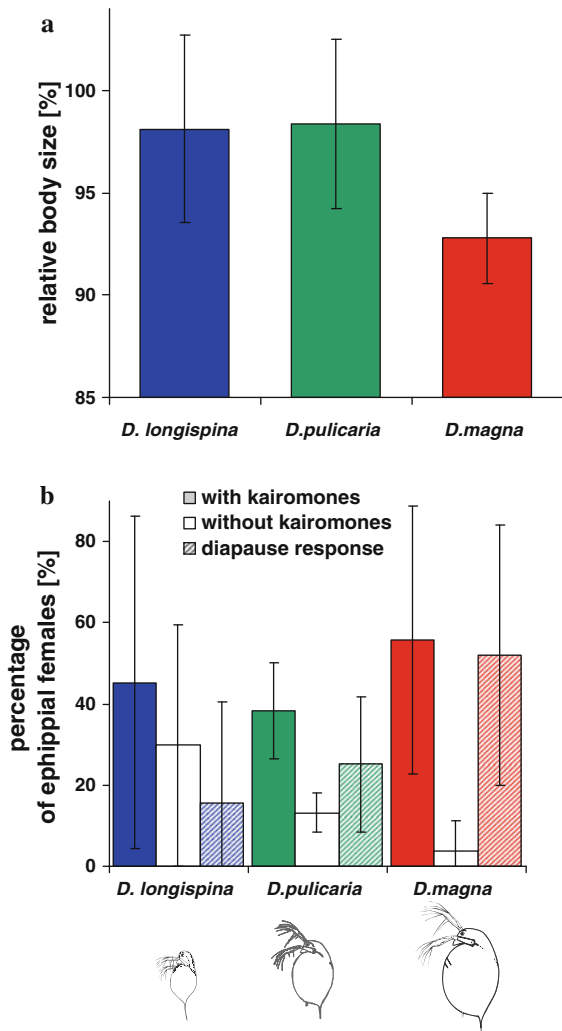 a
relative body size [%]
100
95
90
85
D. longispina
D.pulicaria
D.magna
b
with kairomones
without kairomones
diapause response
percentage
of ephippial females [%]
80
60
40
20
0
D. longispina
D.pulicaria
D.magna